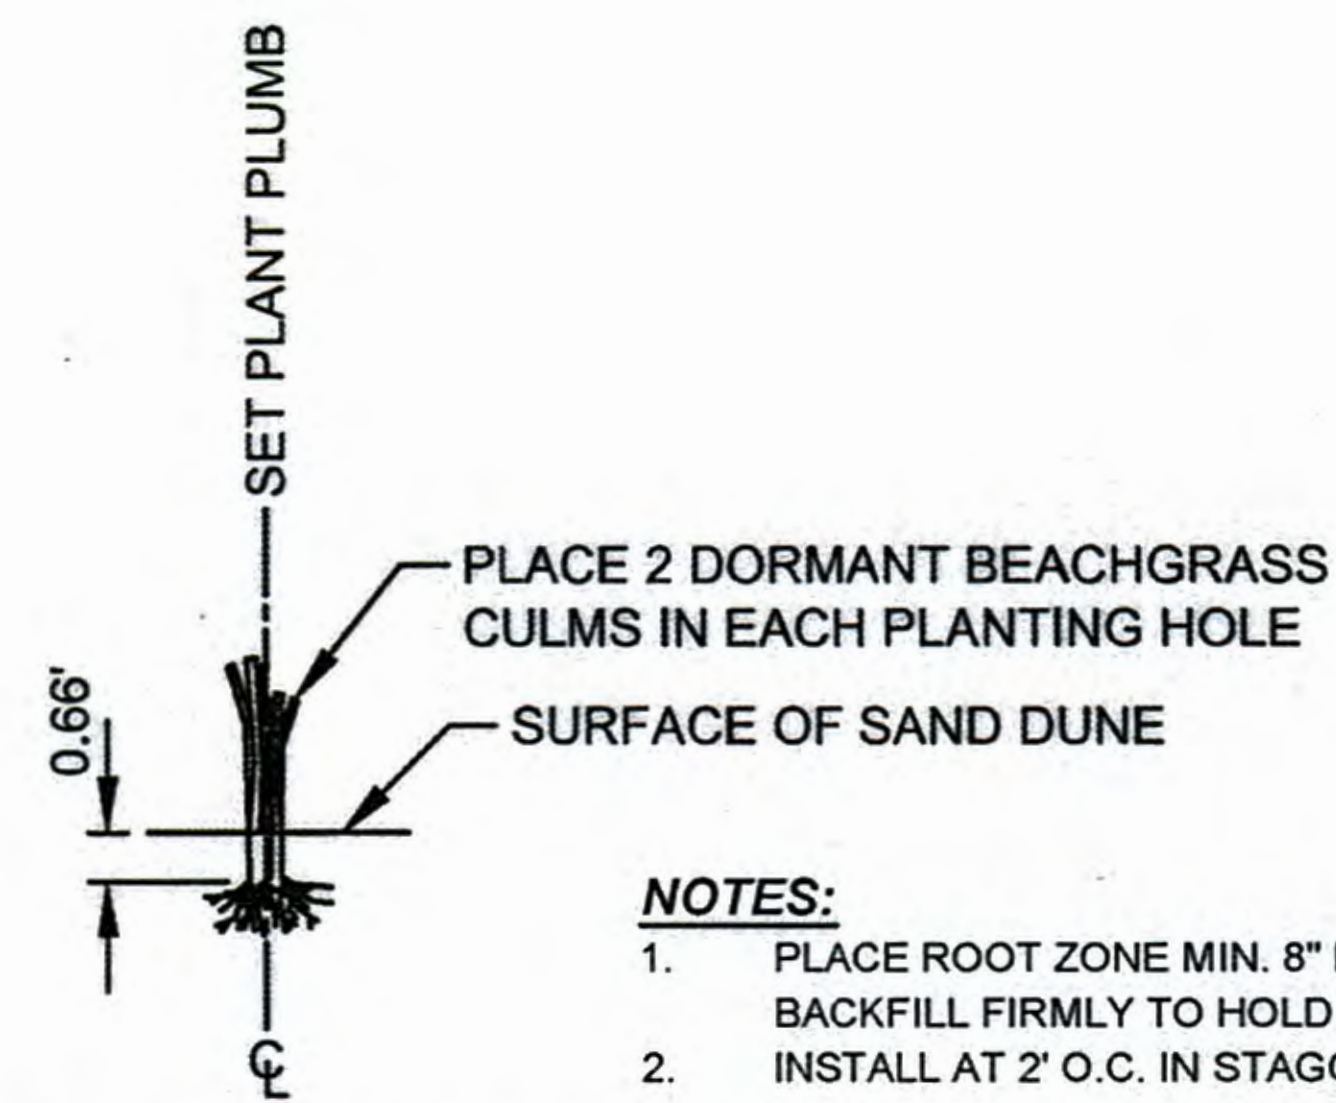 SET PLANT PLUMB
PLACE 2 DORMANT BEACHGRASS
CULMS IN EACH PLANTING HOLE
0.66'
SURFACE OF SAND DUNE
NOTES:
1. PLACE ROOT ZONE MIN. 8"
BACKFILL FIRMLY TO HOLD
2. INSTALL AT 2' O.C. IN
℄